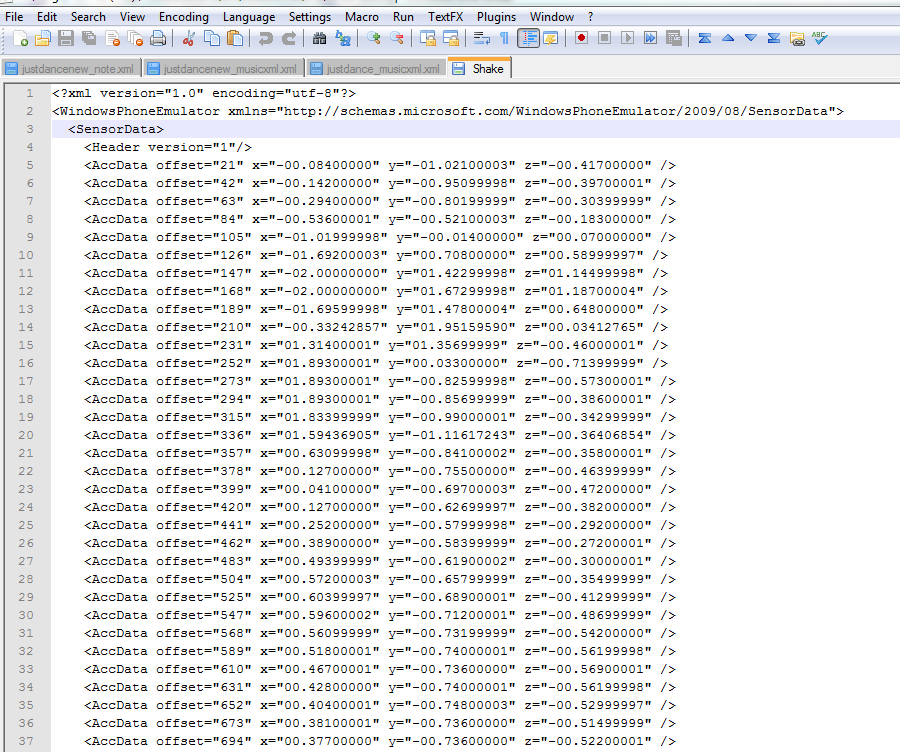 File Edit Search View Encoding Language Settings Macro Run TextFX Plugins Window ?
justdancenew_note.xml justdancenew_musicxml.xml justdance_musicxml.xml Shake
1 <?xml version="1.0" encoding="utf-8"?>
2 <WindowsPhoneEmulator xmlns="http://schemas.microsoft.com/WindowsPhoneEmulator/2009/08/SensorData">
3 <SensorData>
4 <Header version="1"/>
5 <AccData offset="21" x="-00.08400000" y="-01.02100003" z="-00.41700000" />
6 <AccData offset="42" x="-00.14200000" y="-00.95099998" z="-00.39700001" />
7 <AccData offset="63" x="-00.29400000" y="-00.80199999" z="-00.30399999" />
8 <AccData offset="84" x="-00.53600001" y="-00.52100003" z="-00.18300000" />
9 <AccData offset="105" x="-01.01999998" y="-00.01400000" z="00.07000000" />
10 <AccData offset="126" x="-01.69200003" y="00.70800000" z="00.58999997" />
11 <AccData offset="147" x="-02.00000000" y="01.42299998" z="01.14499998" />
12 <AccData offset="168" x="-02.00000000" y="01.67299998" z="01.18700004" />
13 <AccData offset="189" x="-01.69599998" y="01.47800004" z="00.64800000" />
14 <AccData offset="210" x="-00.33242857" y="01.95159590" z="00.03412765" />
15 <AccData offset="231" x="01.31400001" y="01.35699999" z="-00.46000001" />
16 <AccData offset="252" x="01.89300001" y="00.03300000" z="-00.71399999" />
17 <AccData offset="273" x="01.89300001" y="-00.82599998" z="-00.57300001" />
18 <AccData offset="294" x="01.89300001" y="-00.85699999" z="-00.38600001" />
19 <AccData offset="315" x="01.83399999" y="-00.99000001" z="-00.34299999" />
20 <AccData offset="336" x="01.59436905" y="-01.11617243" z="-00.36406854" />
21 <AccData offset="357" x="00.63099998" y="-00.84100002" z="-00.35800001" />
22 <AccData offset="378" x="00.12700000" y="-00.75500000" z="-00.46399999" />
23 <AccData offset="399" x="00.04100000" y="-00.69700003" z="-00.47200000" />
24 <AccData offset="420" x="00.12700000" y="-00.62699997" z="-00.38200000" />
25 <AccData offset="441" x="00.25200000" y="-00.57999998" z="-00.29200000" />
26 <AccData offset="462" x="00.38900000" y="-00.58399999" z="-00.27200001" />
27 <AccData offset="483" x="00.49399999" y="-00.61900002" z="-00.30000001" />
28 <AccData offset="504" x="00.57200003" y="-00.65799999" z="-00.35499999" />
29 <AccData offset="525" x="00.60399997" y="-00.68900001" z="-00.41299999" />
30 <AccData offset="547" x="00.59600002" y="-00.71200001" z="-00.48699999" />
31 <AccData offset="568" x="00.56099999" y="-00.73199999" z="-00.54200000" />
32 <AccData offset="589" x="00.51800001" y="-00.74000001" z="-00.56199998" />
33 <AccData offset="610" x="00.46700001" y="-00.73600000" z="-00.56900001" />
34 <AccData offset="631" x="00.42800000" y="-00.74000001" z="-00.56199998" />
35 <AccData offset="652" x="00.40400001" y="-00.74800003" z="-00.52999997" />
36 <AccData offset="673" x="00.38100001" y="-00.73600000" z="-00.51499999" />
37 <AccData offset="694" x="00.37700000" y="-00.73600000" z="-00.52200001" />